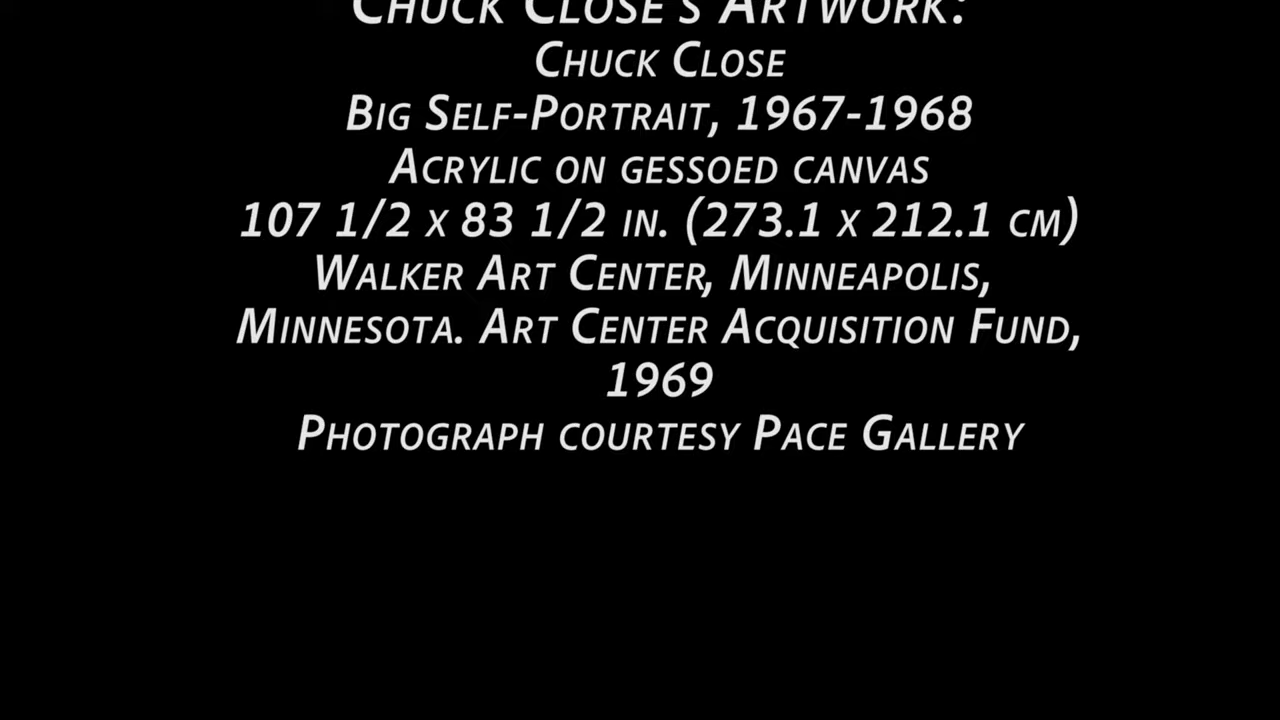 Chuck Close's Artwork:
Chuck Close
Big Self-Portrait, 1967-1968
Acrylic on gessoed canvas
107 1/2 x 83 1/2 in. (273.1 x 212.1 cm)
Walker Art Center, Minneapolis,
Minnesota. Art Center Acquisition Fund,
1969
Photograph courtesy Pace Gallery